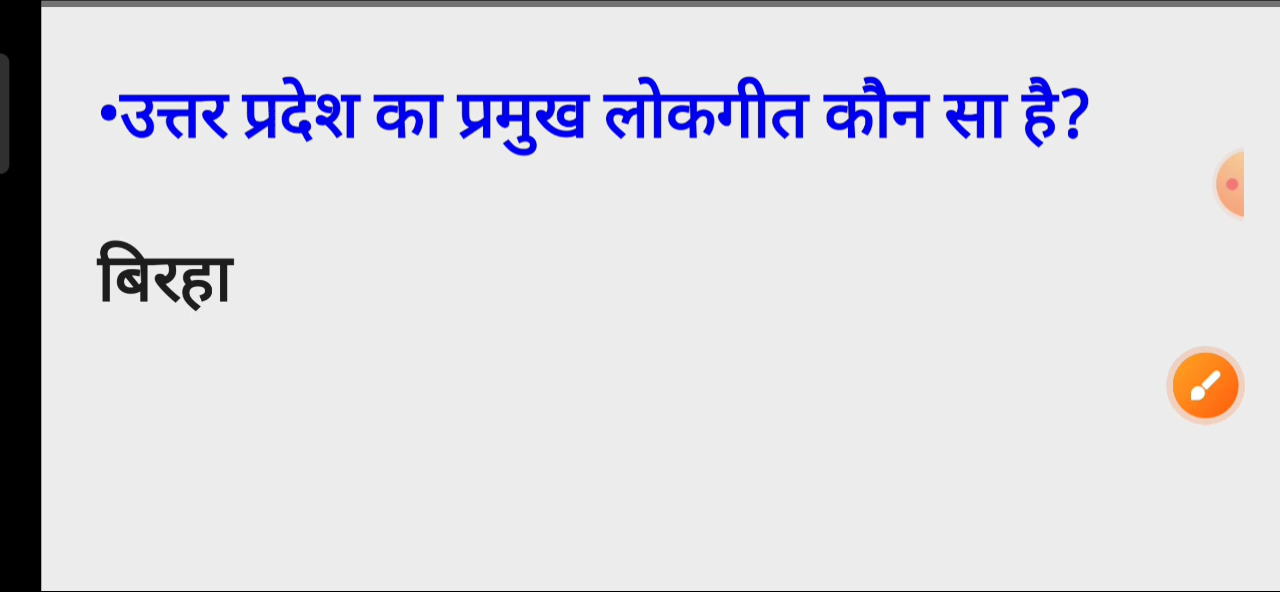 •उत्तर प्रदेश का प्रमुख लोकगीत कौन सा है?
बिरहा